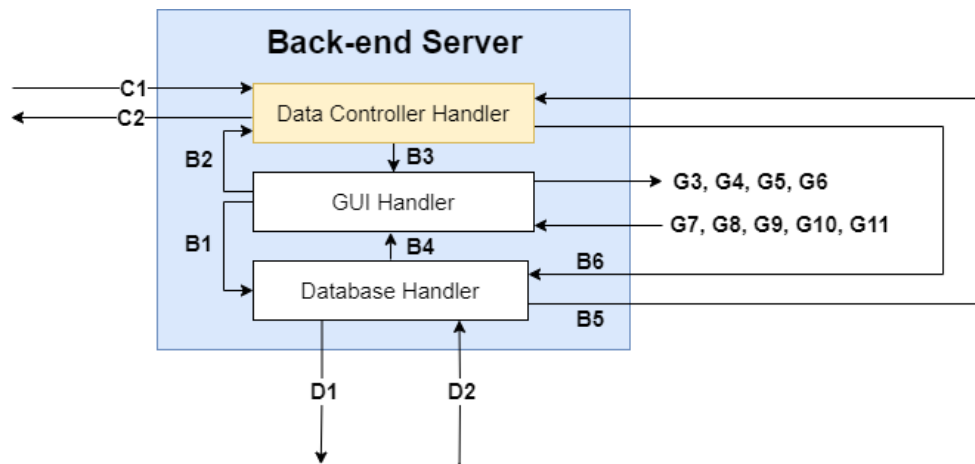 Back-end Server
C1
Data Controller Handler
C2
B2
B3
G3, G4, G5, G6
GUI Handler
G7, G8, G9, G10, G11
B1
B4
B6
Database Handler
B5
D1
D2